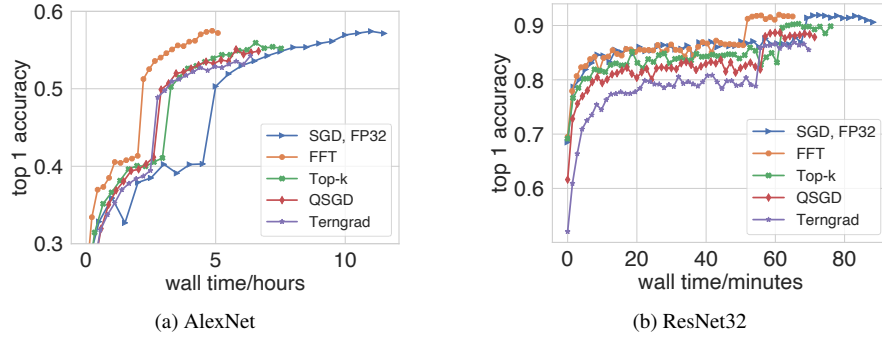 0.6
0.5
0.4
0.3
top 1 accuracy
SGD, FP32
FFT
Top-k
QSGD
Terngrad
0 5 10
wall time/hours
(a) AlexNet
0.9
0.8
0.7
0.6
top 1 accuracy
SGD, FP32
FFT
Top-k
QSGD
Terngrad
0 20 40 60 80
wall time/minutes
(b) ResNet32